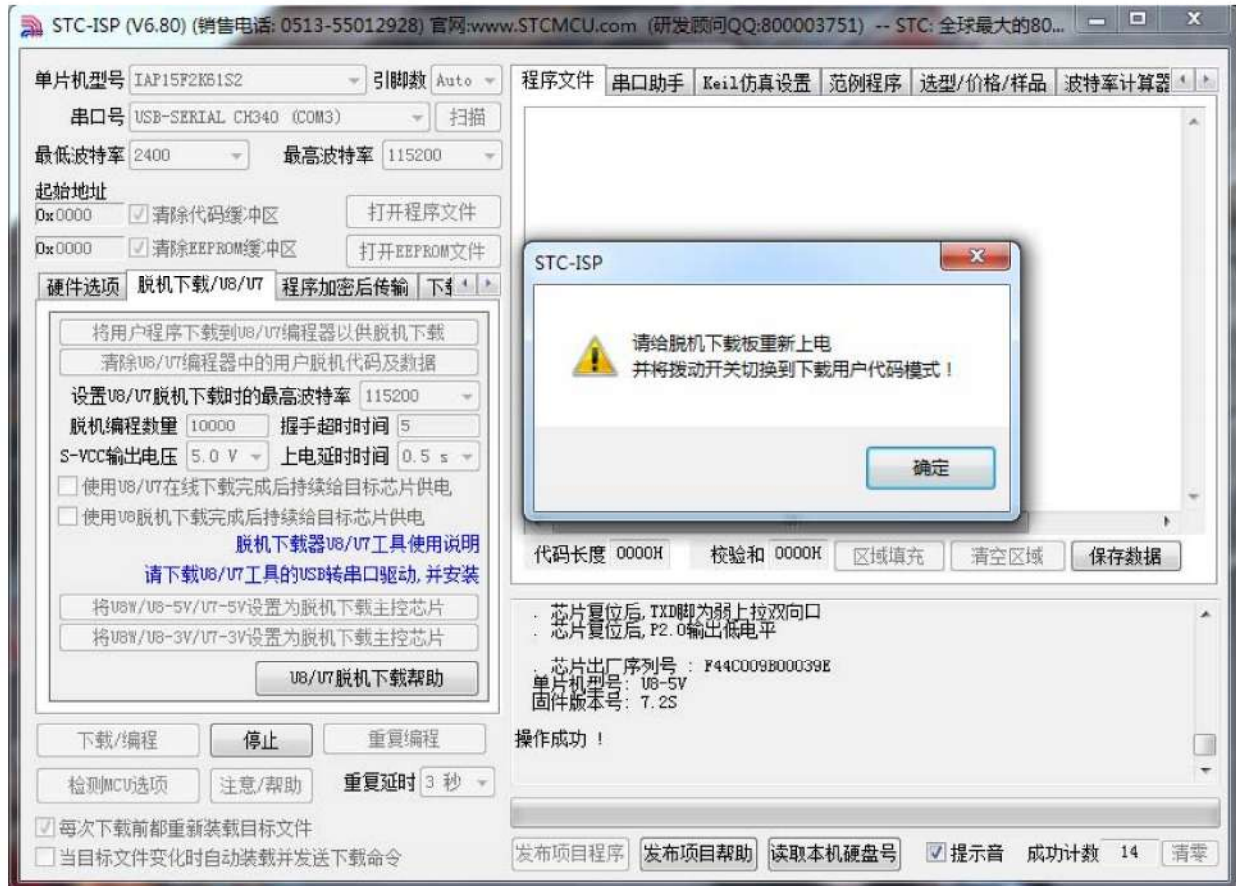 STC-ISP (V6.80) (销售电话: 0513-55012928) 官网:www.STCMCU.com (研发顾问QQ:800003751) -- STC: 全球最大的80...
单片机型号 IAP15F2K61S2 引脚数 Auto
串口号 USB-SERIAL CH340 (COM3) 扫描
最低波特率 2400 最高波特率 115200
起始地址
0x0000 清除代码缓冲区 打开程序文件
0x0000 清除EEPROM缓冲区 打开EEPROM文件
硬件选项 脱机下载/U8/U7 程序加密后传输
将用户程序下载到U8/U7编程器以供脱机下载
清除U8/U7编程器中的用户脱机代码及数据
设置U8/U7脱机下载时的最高波特率 115200
脱机编程数量 10000 握手超时时间 5
S-VCC输出电压 5.0 V 上电延时时间 0.5 s
使用U8/U7在线下载完成后持续给目标芯片供电
使用U8脱机下载完成后持续给目标芯片供电
脱机下载器U8/U7工具使用说明
请下载U8/U7工具的USB转串口驱动,并安装
将U8W/U8-5V/U7-5V设置为脱机下载主控芯片
将U8W/U8-3V/U7-3V设置为脱机下载主控芯片
U8/U7脱机下载帮助
下载/编程 停止 重复编程
检测MCU选项 注意/帮助 重复延时 3 秒
每次下载前都重新装载目标文件
当目标文件变化时自动装载并发送下载命令
程序文件 串口助手 Keil仿真设置 范例程序 选型/价格/样品 波特率计算器
STC-ISP
请给脱机下载板重新上电
并将拨动开关切换到下载用户代码模式！
确定
代码长度 0000H 校验和 0000H 区域填充 清空区域 保存数据
. 芯片复位后,TXD脚为弱上拉双向口
. 芯片复位后,P2.0输出低电平
. 芯片出厂序列号 : F44C009B00039E
单片机型号: U8-5V
固件版本号: 7.2S
操作成功 !
发布项目程序 发布项目帮助 读取本机硬盘号 提示音 成功计数 14 清零